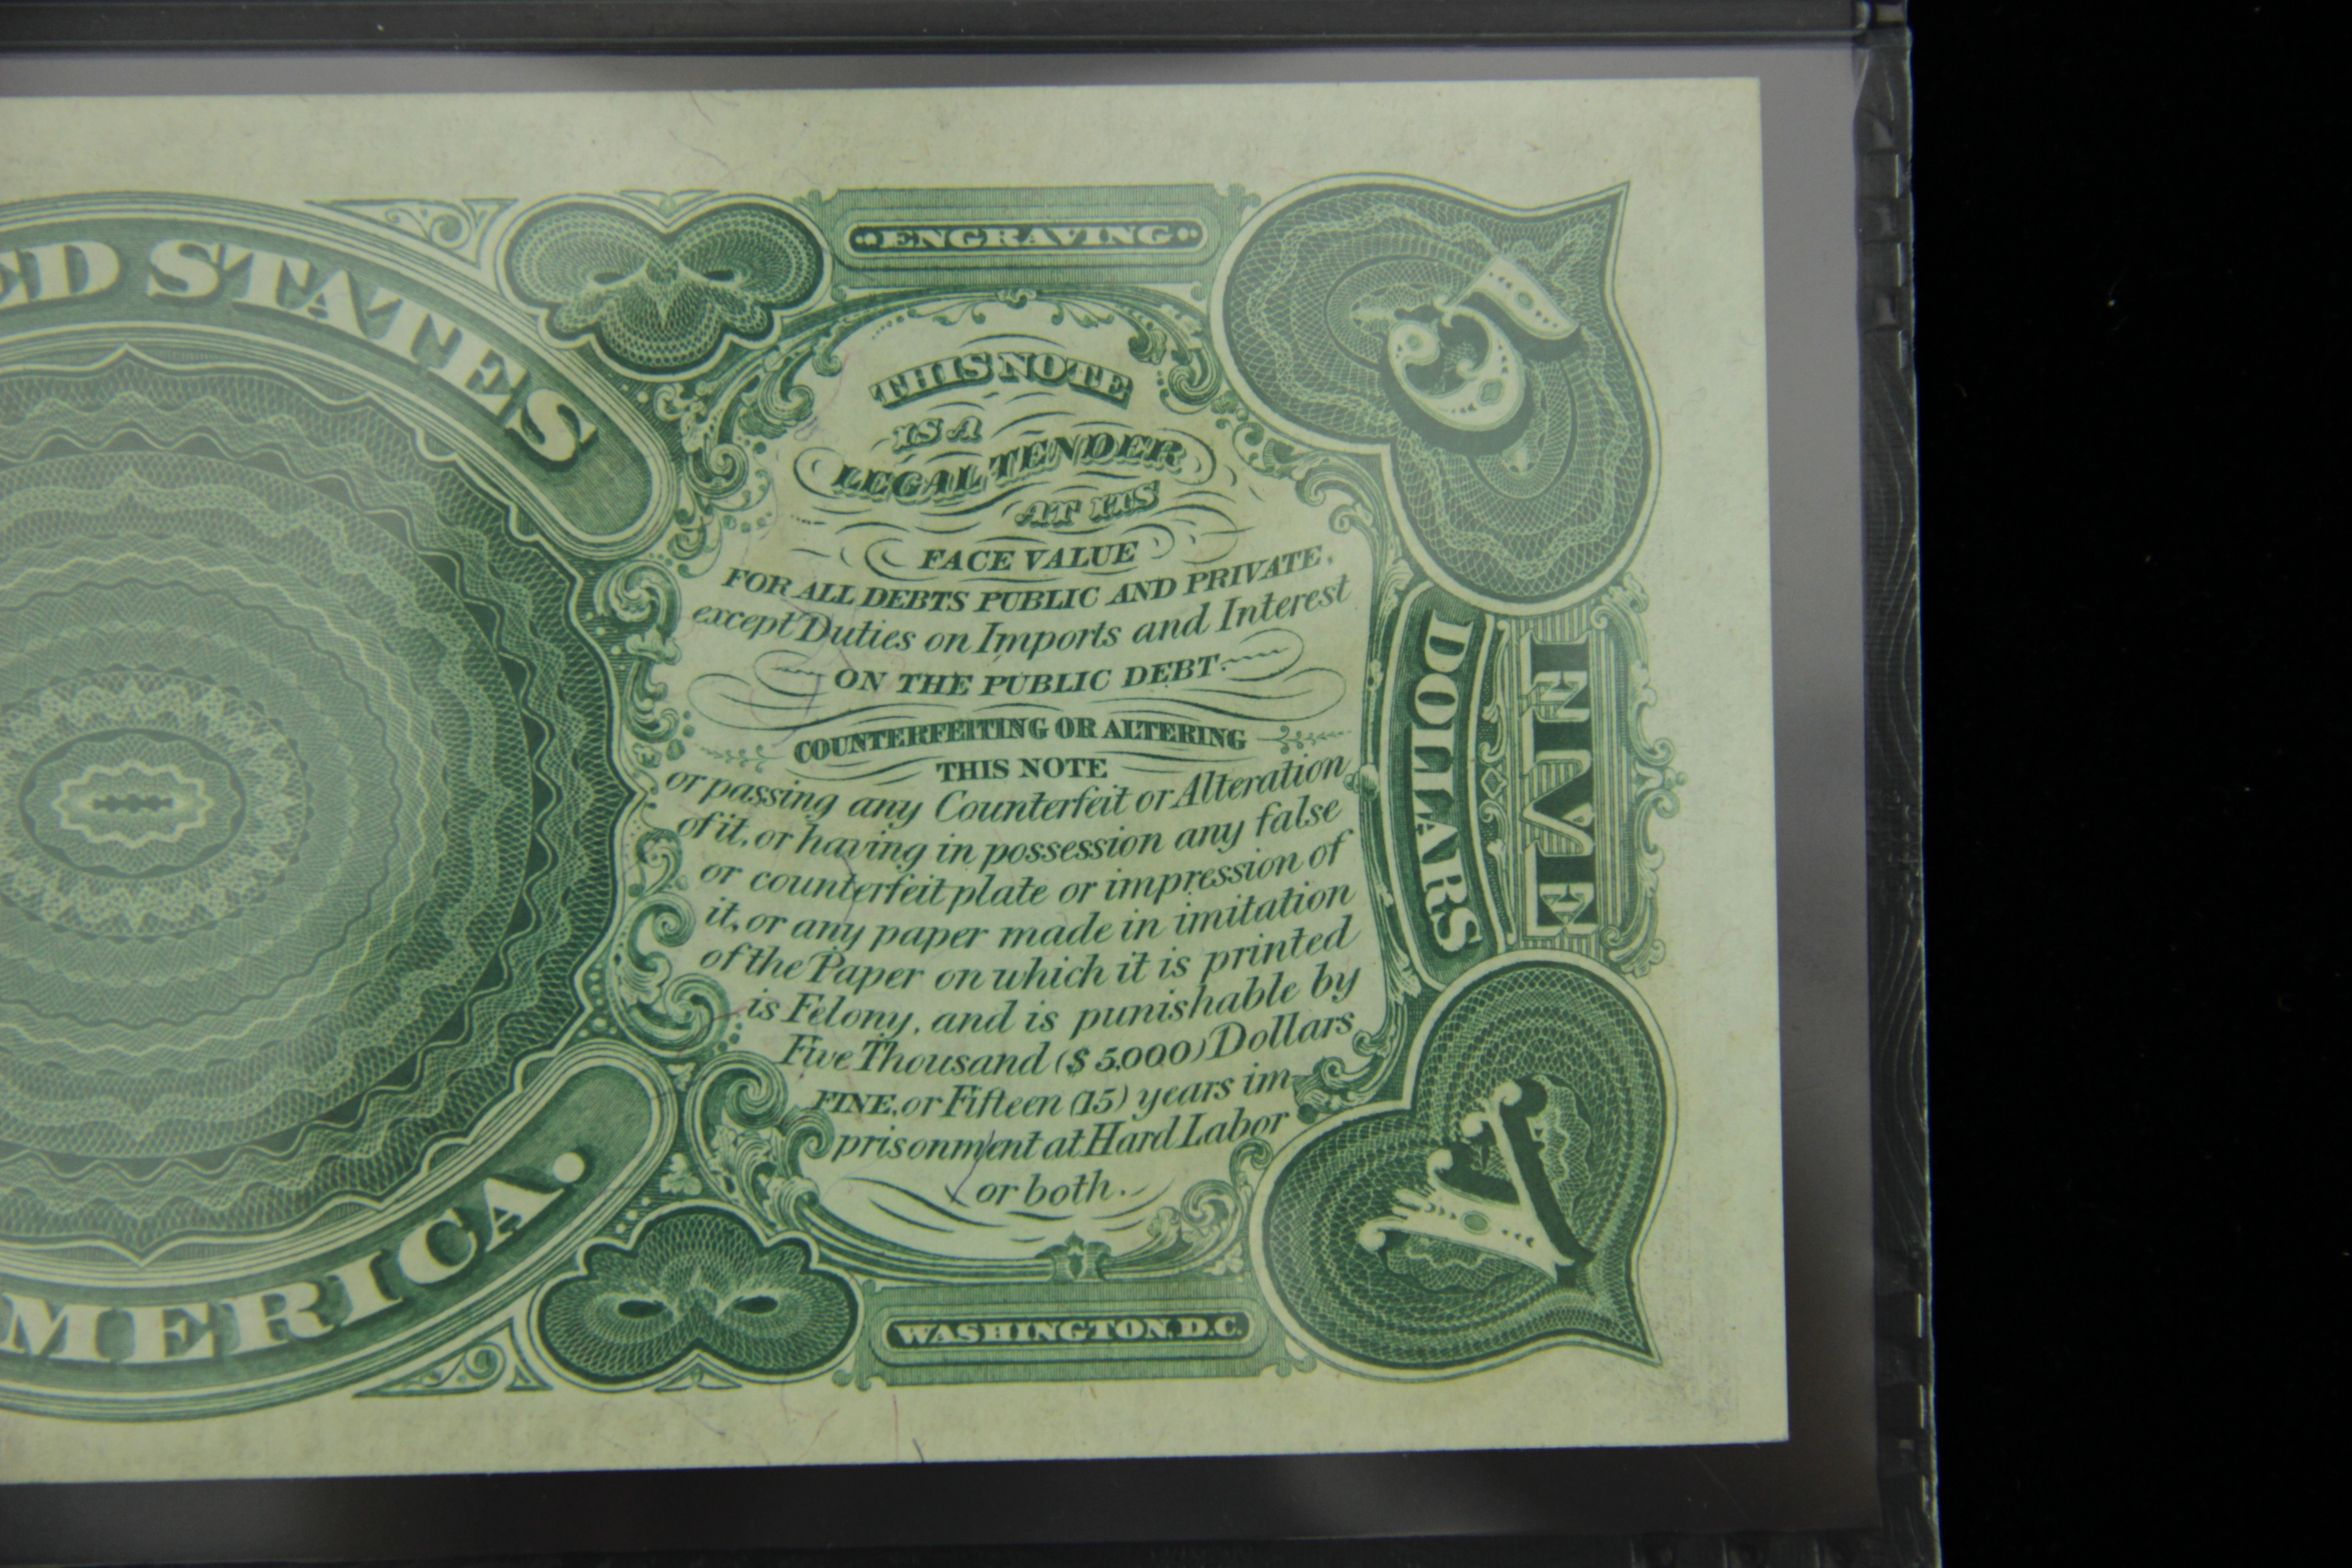 ED STATES
MERICA.
••ENGRAVING••
THIS NOTE
IS A
LEGAL TENDER
AT ITS
FACE VALUE
FOR ALL DEBTS PUBLIC AND PRIVATE,
except Duties on Imports and Interest
ON THE PUBLIC DEBT.
COUNTERFEITING OR ALTERING
THIS NOTE
or passing any Counterfeit or Alteration
of it, or having in possession any false
or counterfeit plate or impression of
it, or any paper made in imitation
of the Paper on which it is printed
is Felony, and is punishable by
Five Thousand ($5.000) Dollars
FINE, or Fifteen (15) years im-
prisonment at Hard Labor
or both.
WASHINGTON, D.C.
5
FIVE
DOLLARS
V